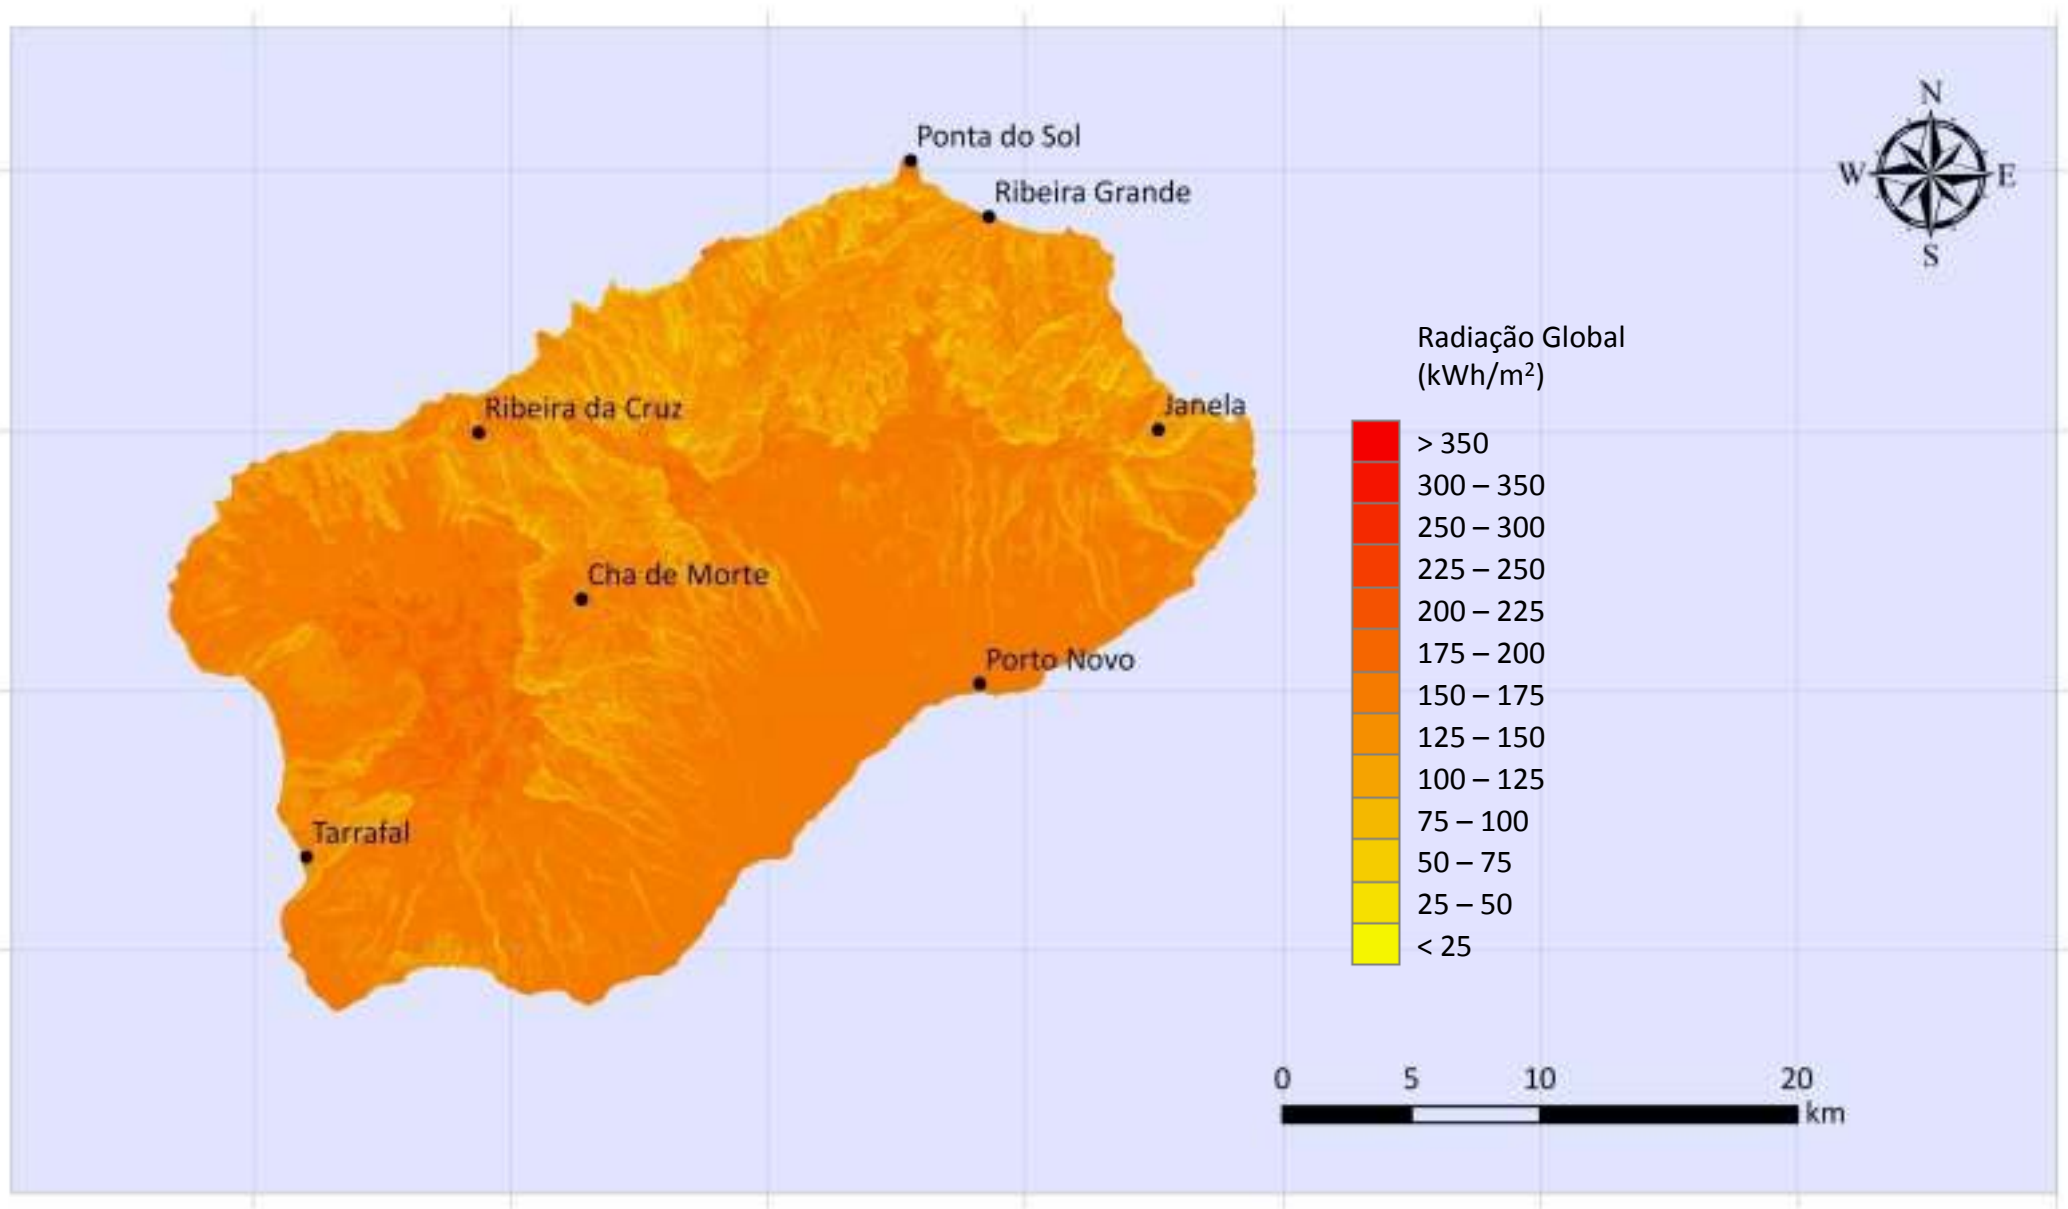 N
W E
S
Ponta do Sol
Ribeira Grande
Ribeira da Cruz
Janela
Cha de Morte
Porto Novo
Tarrafal
Radiação Global
(kWh/m²)
> 350
300 – 350
250 – 300
225 – 250
200 – 225
175 – 200
150 – 175
125 – 150
100 – 125
75 – 100
50 – 75
25 – 50
< 25
0 5 10 20
km